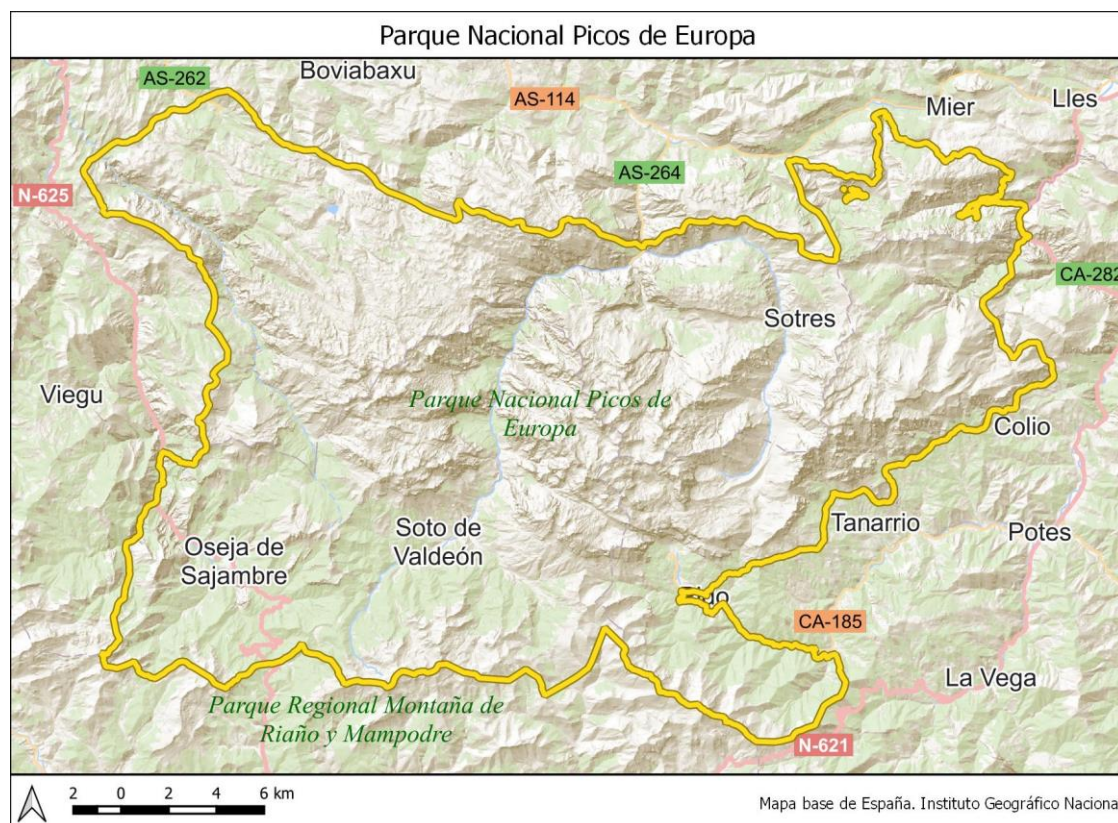 Parque Nacional Picos de Europa
AS-262
Boviabaxu
AS-114
Mier
Lles
N-625
AS-264
CA-282
Sotres
Viegu
Parque Nacional Picos de
Europa
Colio
Soto de
Valdeón
Tanarrio
Potes
Oseja de
Sajambre
CA-185
La Vega
Parque Regional Montaña de
Riaño y Mampodre
N-621
2 0 2 4 6 km
Mapa base de España. Instituto Geográfico Naciona